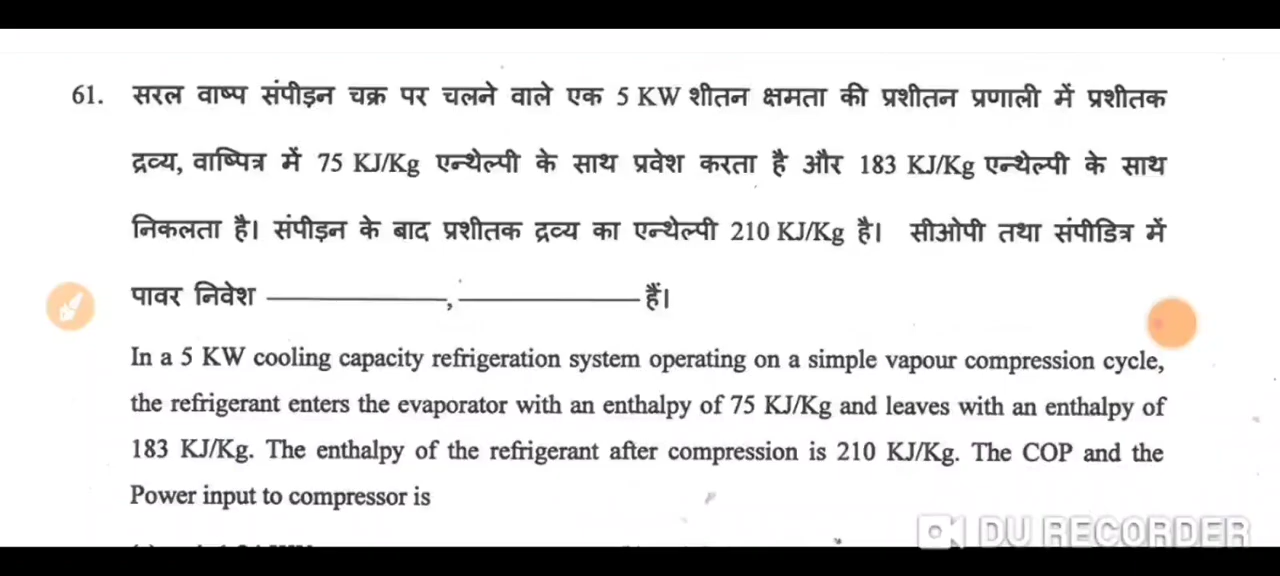 61. सरल वाष्प संपीड़न चक्र पर चलने वाले एक 5 KW शीतन क्षमता की प्रशीतन प्रणाली में प्रशीतक
द्रव्य, वाष्पित्र में 75 KJ/Kg एन्थेल्पी के साथ प्रवेश करता है और 183 KJ/Kg एन्थेल्पी के साथ
निकलता है। संपीड़न के बाद प्रशीतक द्रव्य का एन्थेल्पी 210 KJ/Kg है। सीओपी तथा संपीडित्र में
पावर निवेश ——————, —————— हैं।
In a 5 KW cooling capacity refrigeration system operating on a simple vapour compression cycle,
the refrigerant enters the evaporator with an enthalpy of 75 KJ/Kg and leaves with an enthalpy of
183 KJ/Kg. The enthalpy of the refrigerant after compression is 210 KJ/Kg. The COP and the
Power input to compressor is
DU RECORDER